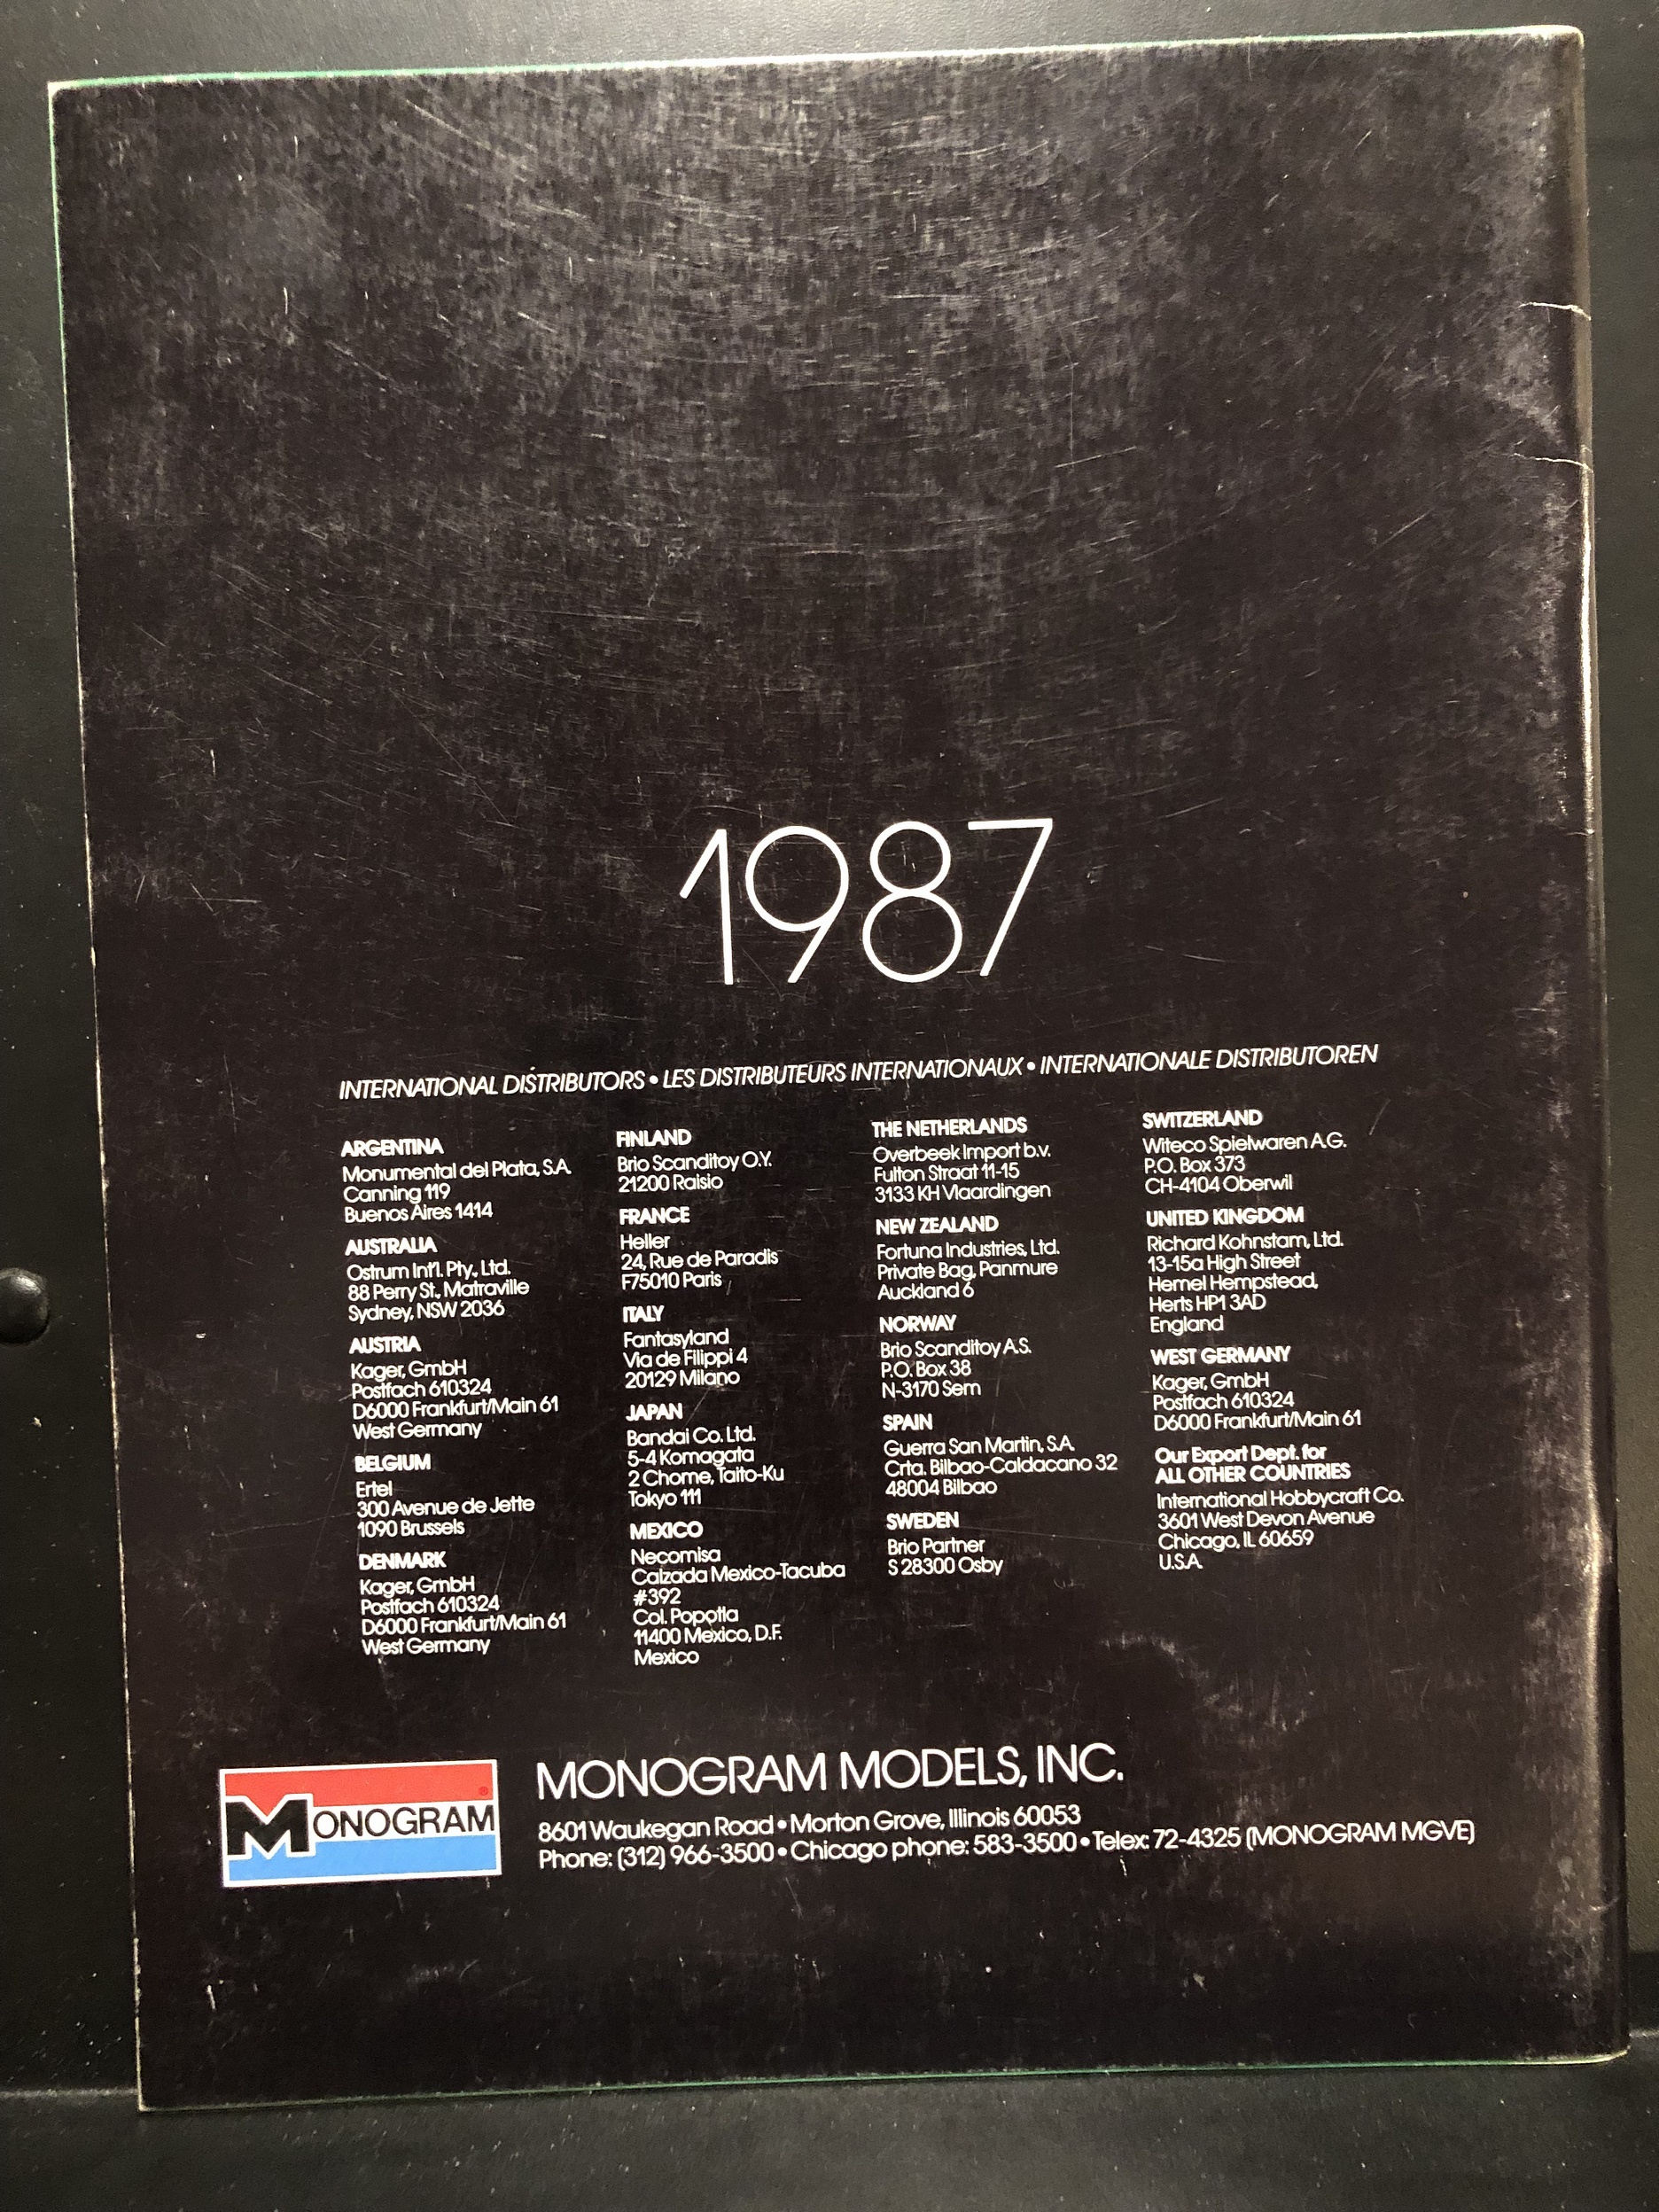 1987
INTERNATIONAL DISTRIBUTORS • LES DISTRIBUTEURS INTERNATIONAUX • INTERNATIONALE DISTRIBUTOREN
ARGENTINA
Monumental del Plata, S.A.
Canning 119
Buenos Aires 1414
AUSTRALIA
Ostrum Int'l. Pty., Ltd.
88 Perry St., Matraville
Sydney, NSW 2036
AUSTRIA
Kager, GmbH
Postfach 610324
D6000 Frankfurt/Main 61
West Germany
BELGIUM
Ertel
300 Avenue de Jette
1090 Brussels
DENMARK
Kager, GmbH
Postfach 610324
D6000 Frankfurt/Main 61
West Germany
FINLAND
Brio Scanditoy O.Y.
21200 Raisio
FRANCE
Heller
24, Rue de Paradis
F75010 Paris
ITALY
Fantasyland
Via de Filippi 4
20129 Milano
JAPAN
Bandai Co. Ltd.
5-4 Komagata
2 Chome, Taito-Ku
Tokyo 111
MEXICO
Necomisa
Calzada Mexico-Tacuba
#392
Col. Popotla
11400 Mexico, D.F.
Mexico
THE NETHERLANDS
Overbeek Import b.v.
Fulton Straat 11-15
3133 KH Vlaardingen
NEW ZEALAND
Fortuna Industries, Ltd.
Private Bag, Panmure
Auckland 6
NORWAY
Brio Scanditoy A.S.
P.O. Box 38
N-3170 Sem
SPAIN
Guerra San Martin, S.A.
Crta. Bilbao-Caldacano 32
48004 Bilbao
SWEDEN
Brio Partner
S 28300 Osby
SWITZERLAND
Witeco Spielwaren A.G.
P.O. Box 373
CH-4104 Oberwil
UNITED KINGDOM
Richard Kohnstam, Ltd.
13-15a High Street
Hemel Hempstead,
Herts HP1 3AD
England
WEST GERMANY
Kager, GmbH
Postfach 610324
D6000 Frankfurt/Main 61
Our Export Dept. for
ALL OTHER COUNTRIES
International Hobbycraft Co.
3601 West Devon Avenue
Chicago, IL 60659
U.S.A.
MONOGRAM®
MONOGRAM MODELS, INC.
8601 Waukegan Road • Morton Grove, Illinois 60053
Phone: (312) 966-3500 • Chicago phone: 583-3500 • Telex: 72-4325 (MONOGRAM MGVE)